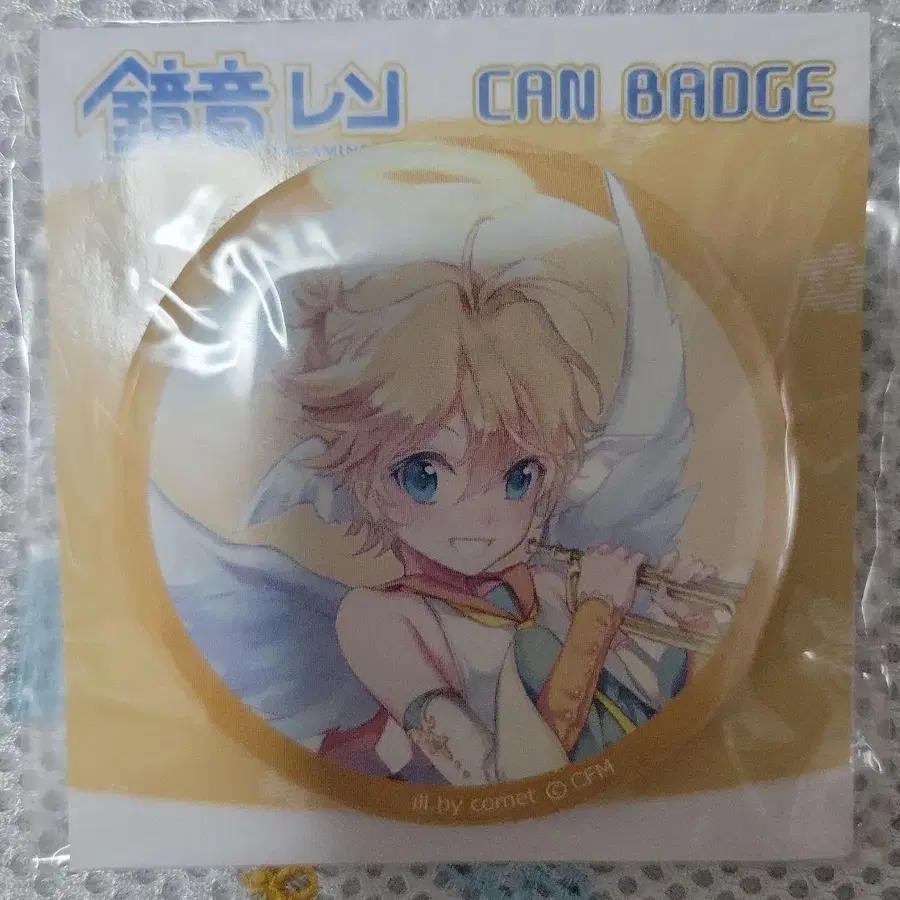 鏡音レン CAN BADGE
ill.by comet © CFM